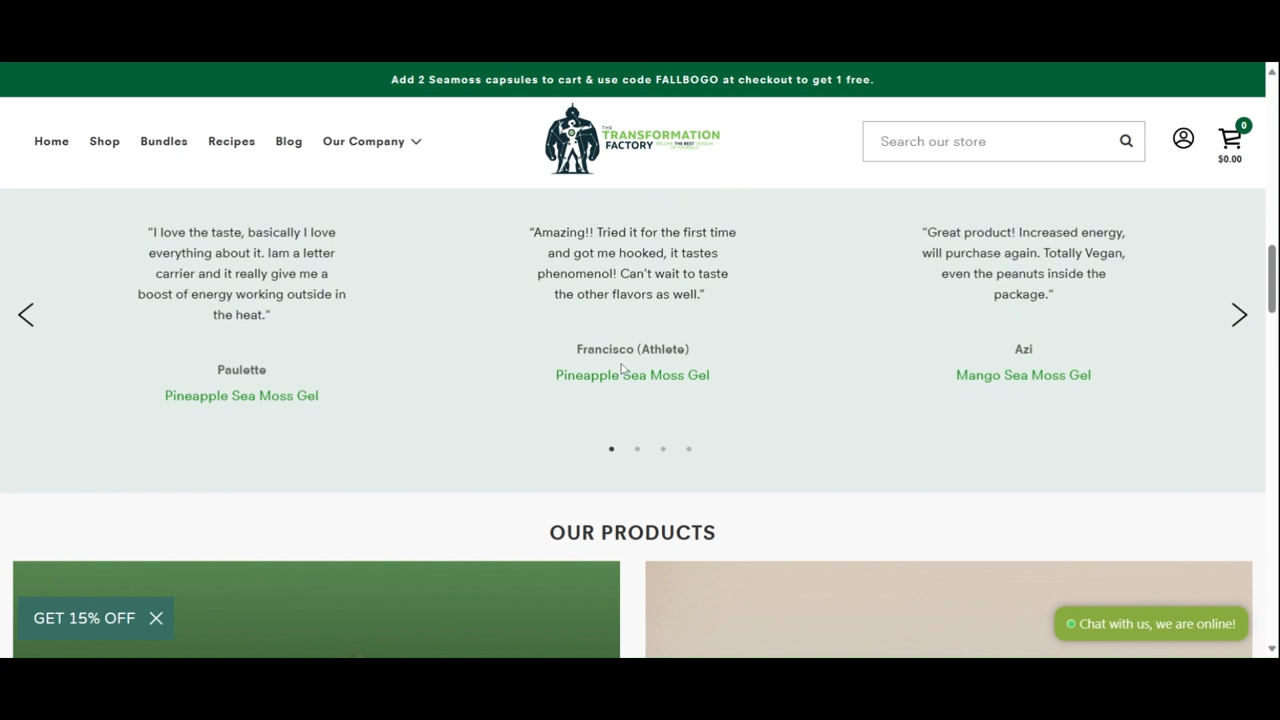 Add 2 Seamoss capsules to cart & use code FALLBOGO at checkout to get 1 free.
Home
Shop
Bundles
Recipes
Blog
Our Company
THE
TRANSFORMATION
FACTORY
Search our store
0
$0.00
"I love the taste, basically I love
everything about it. Iam a letter
carrier and it really give me a
boost of energy working outside in
the heat."
Paulette
Pineapple Sea Moss Gel
"Amazing!! Tried it for the first time
and got me hooked, it tastes
phenomenol! Can't wait to taste
the other flavors as well."
Francisco (Athlete)
Pineapple Sea Moss Gel
"Great product! Increased energy,
will purchase again. Totally Vegan,
even the peanuts inside the
package."
Azi
Mango Sea Moss Gel
OUR PRODUCTS
GET 15% OFF
Chat with us, we are online!